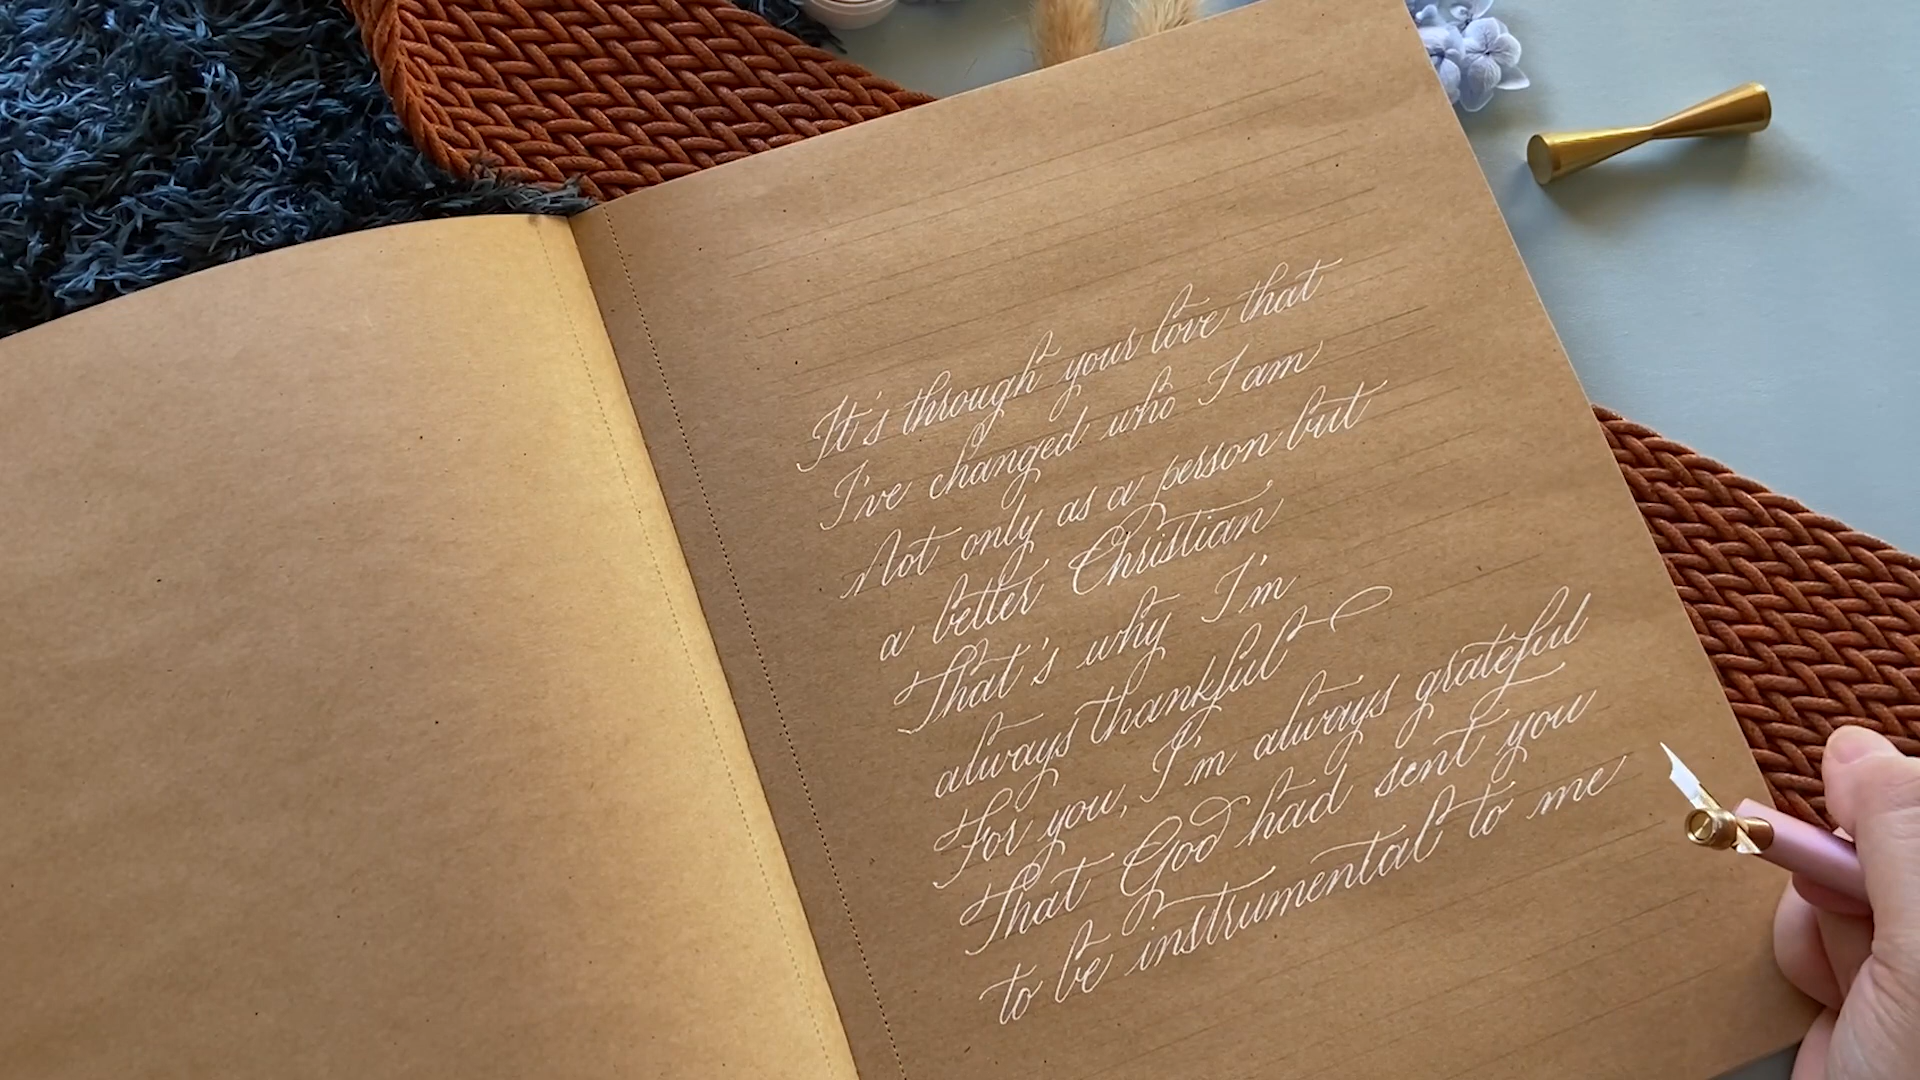 It's through your love that
I've changed who I am
Not only as a person but
a better Christian
That's why I'm
always thankful
For you, I'm always grateful
That God had sent you
to be instrumental to me